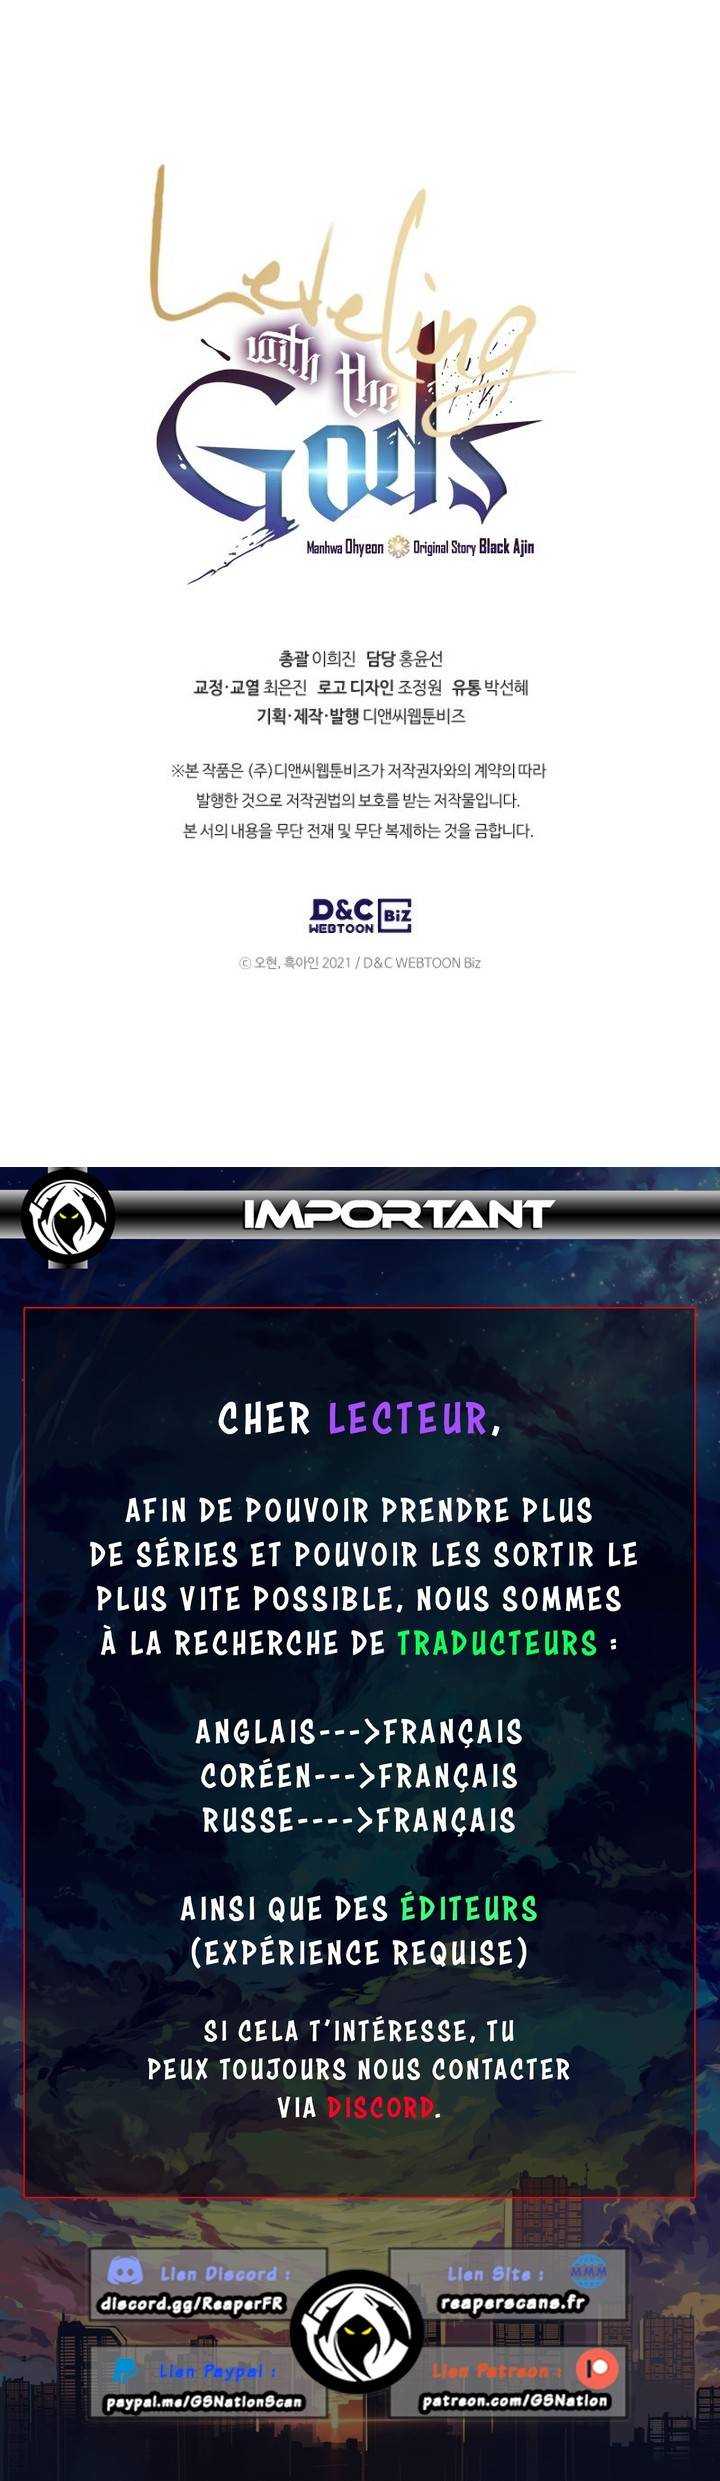 Leveling
with the
Gods
Manhwa Ohyeon Original Story Black Ajin
총괄 이희진 담당 홍윤선
교정·교열 최은진 로고 디자인 조정원 유통 박선혜
기획·제작·발행 디앤씨웹툰비즈
※본 작품은 (주)디앤씨웹툰비즈가 저작권자와의 계약의 따라
발행한 것으로 저작권법의 보호를 받는 저작물입니다.
본 서의 내용을 무단 전재 및 무단 복제하는 것을 금합니다.
D&C BiZ
WEBTOON
ⓒ 오현, 흑아인 2021 / D&C WEBTOON Biz
IMPORTANT
CHER LECTEUR,
AFIN DE POUVOIR PRENDRE PLUS
DE SÉRIES ET POUVOIR LES SORTIR LE
PLUS VITE POSSIBLE, NOUS SOMMES
À LA RECHERCHE DE TRADUCTEURS :
ANGLAIS--->FRANÇAIS
CORÉEN--->FRANÇAIS
RUSSE---->FRANÇAIS
AINSI QUE DES ÉDITEURS
(EXPÉRIENCE REQUISE)
SI CELA T'INTÉRESSE, TU
PEUX TOUJOURS NOUS CONTACTER
VIA DISCORD.
Lien Discord :
discord.gg/ReaperFR
Lien Site : WWW
reaperscans.fr
Lien Paypal :
paypal.me/GSNationScan
Lien Patreon :
patreon.com/GSNation